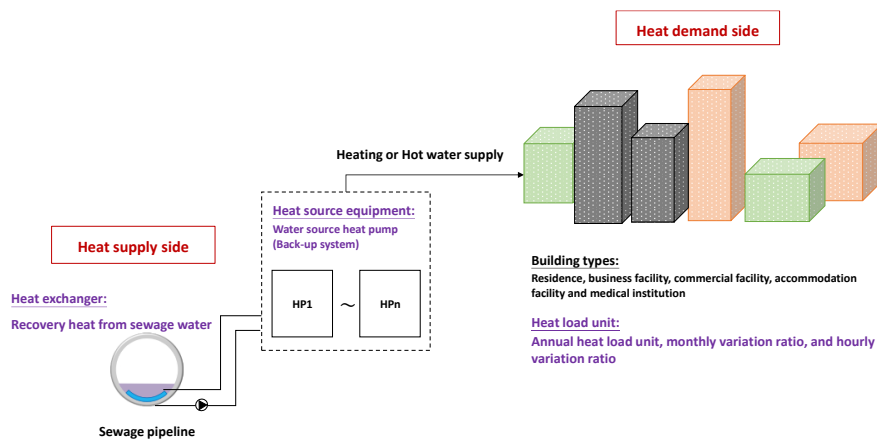 Heat demand side
Heating or Hot water supply
Heat source equipment:
Water source heat pump
(Back-up system)
HP1
~
HPn
Heat supply side
Heat exchanger:
Recovery heat from sewage water
Sewage pipeline
Building types:
Residence, business facility, commercial facility, accommodation
facility and medical institution
Heat load unit:
Annual heat load unit, monthly variation ratio, and hourly
variation ratio